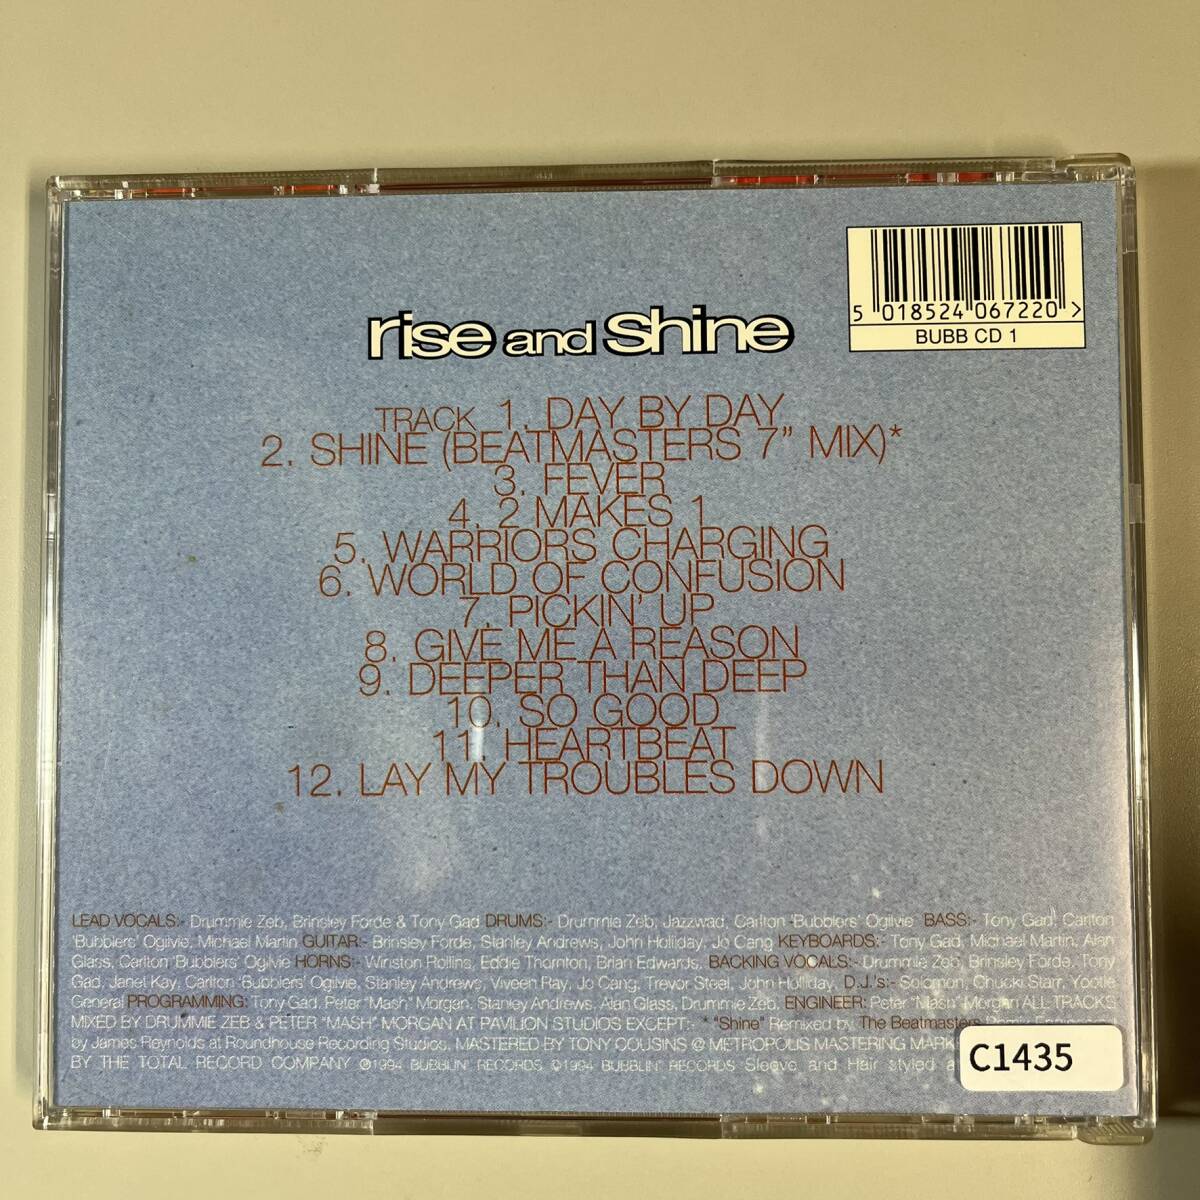 5 018524 067220 >
BUBB CD 1
rise and shine
TRACK 1. DAY BY DAY
2. SHINE (BEATMASTERS 7" MIX)*
3. FEVER
4. 2 MAKES 1
5. WARRIORS CHARGING
6. WORLD OF CONFUSION
7. PICKIN' UP
8. GIVE ME A REASON
9. DEEPER THAN DEEP
10. SO GOOD
11. HEARTBEAT
12. LAY MY TROUBLES DOWN
LEAD VOCALS:- Drummie Zeb, Brinsley Forde & Tony Gad DRUMS:- Drummie Zeb, Jazzwad, Carlton 'Bubblers' Ogilvie BASS:- Tony Gad, Carlton
'Bubblers' Ogilvie, Michael Martin GUITAR:- Brinsley Forde, Stanley Andrews, John Holliday, Jo Cang KEYBOARDS:- Tony Gad, Michael Martin, Alan
Glass, Carlton 'Bubblers' Ogilvie HORNS:- Winston Rollins, Eddie Thornton, Brian Edwards, BACKING VOCALS:- Drummie Zeb, Brinsley Forde, Tony
Gad, Janet Kay, Carlton 'Bubblers' Ogilvie, Stanley Andrews, Viveen Ray, Jo Cang, Trevor Steel, John Holliday, D.J.'s:- Solomon, Chucki Starr, Yootie
General PROGRAMMING: Tony Gad, Peter "Mash" Morgan, Stanley Andrews, Alan Glass, Drummie Zeb, ENGINEER: Peter "Mash" Morgan ALL TRACKS
MIXED BY DRUMMIE ZEB & PETER "MASH" MORGAN AT PAVILION STUDIOS EXCEPT:- * "Shine" Remixed by The Beatmasters
by James Reynolds at Roundhouse Recording Studios, MASTERED BY TONY COUSINS @ METROPOLIS MASTERING
BY THE TOTAL RECORD COMPANY ℗1994 BUBBLIN' RECORDS ©1994 BUBBLIN' RECORDS Sleeve and Hair styled
C1435